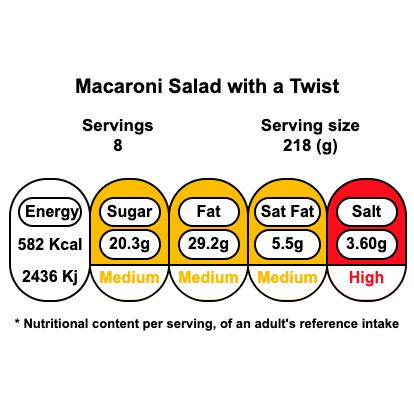 Macaroni Salad with a Twist
Servings Serving size
8 218 (g)
Energy Sugar Fat Sat Fat Salt
582 Kcal 20.3g 29.2g 5.5g 3.60g
2436 Kj Medium Medium Medium High
* Nutritional content per serving, of an adult's reference intake